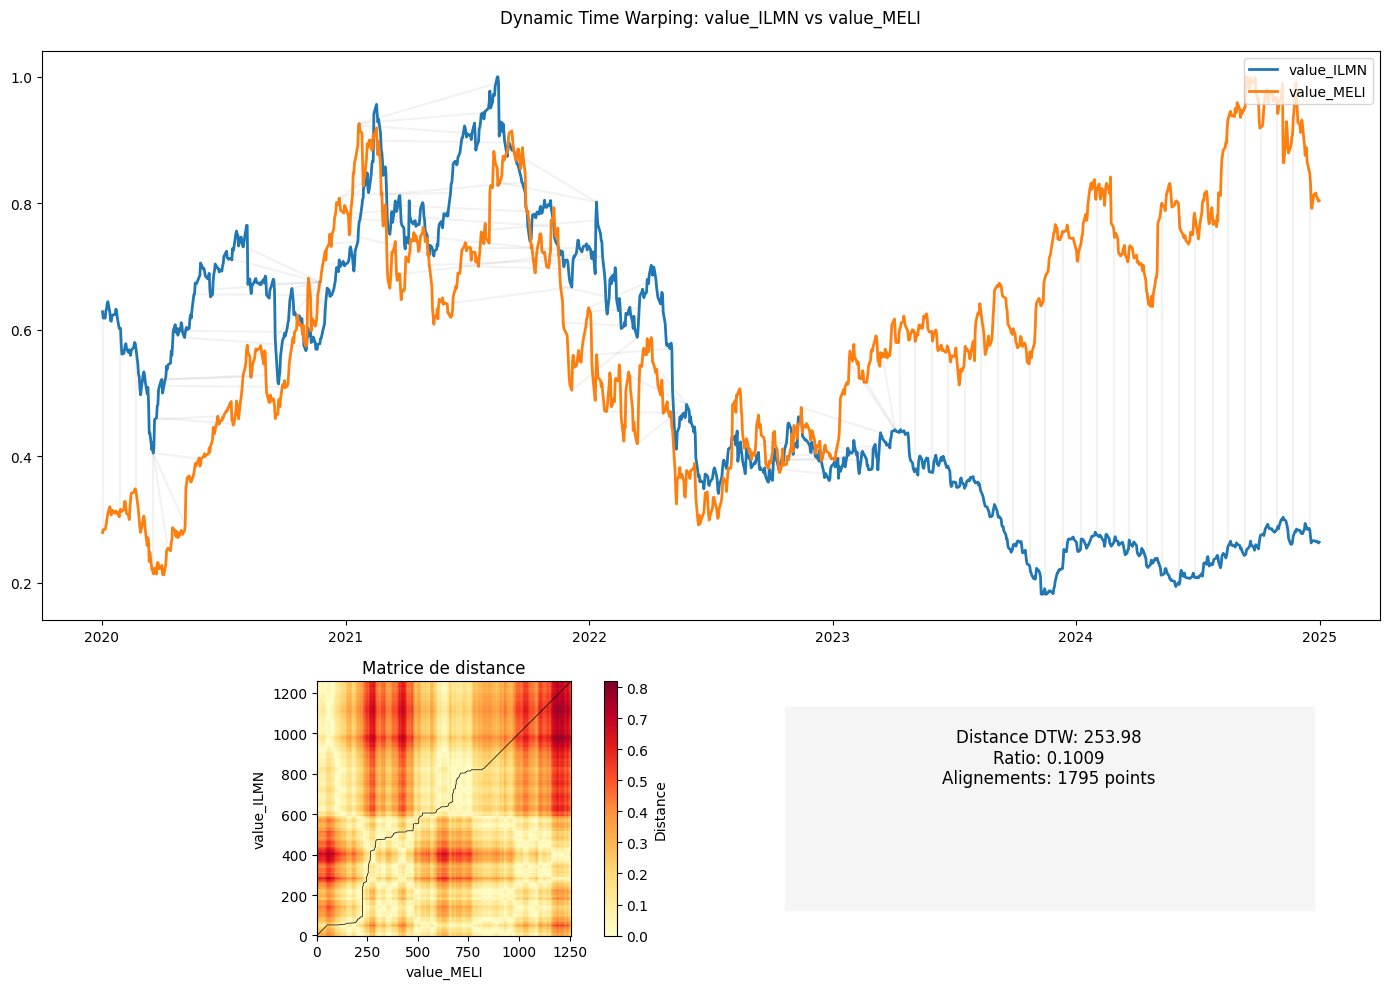 Dynamic Time Warping: value_ILMN vs value_MELI
value_ILMN
value_MELI
1.0
0.8
0.6
0.4
0.2
2020 2021 2022 2023 2024 2025
Matrice de distance
value_ILMN
1200
1000
800
600
400
200
0
0 250 500 750 1000 1250
value_MELI
0.8
0.7
0.6
0.5
0.4
0.3
0.2
0.1
0.0
Distance
Distance DTW: 253.98
Ratio: 0.1009
Alignements: 1795 points